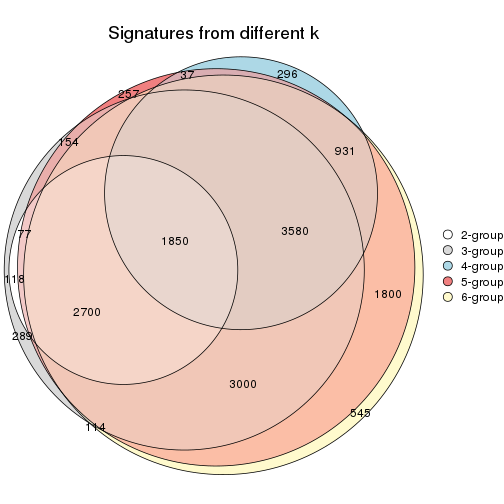 Signatures from different k
37
296
257
154
931
77
1850
3580
118
1800
2700
289
3000
545
114
2-group
3-group
4-group
5-group
6-group